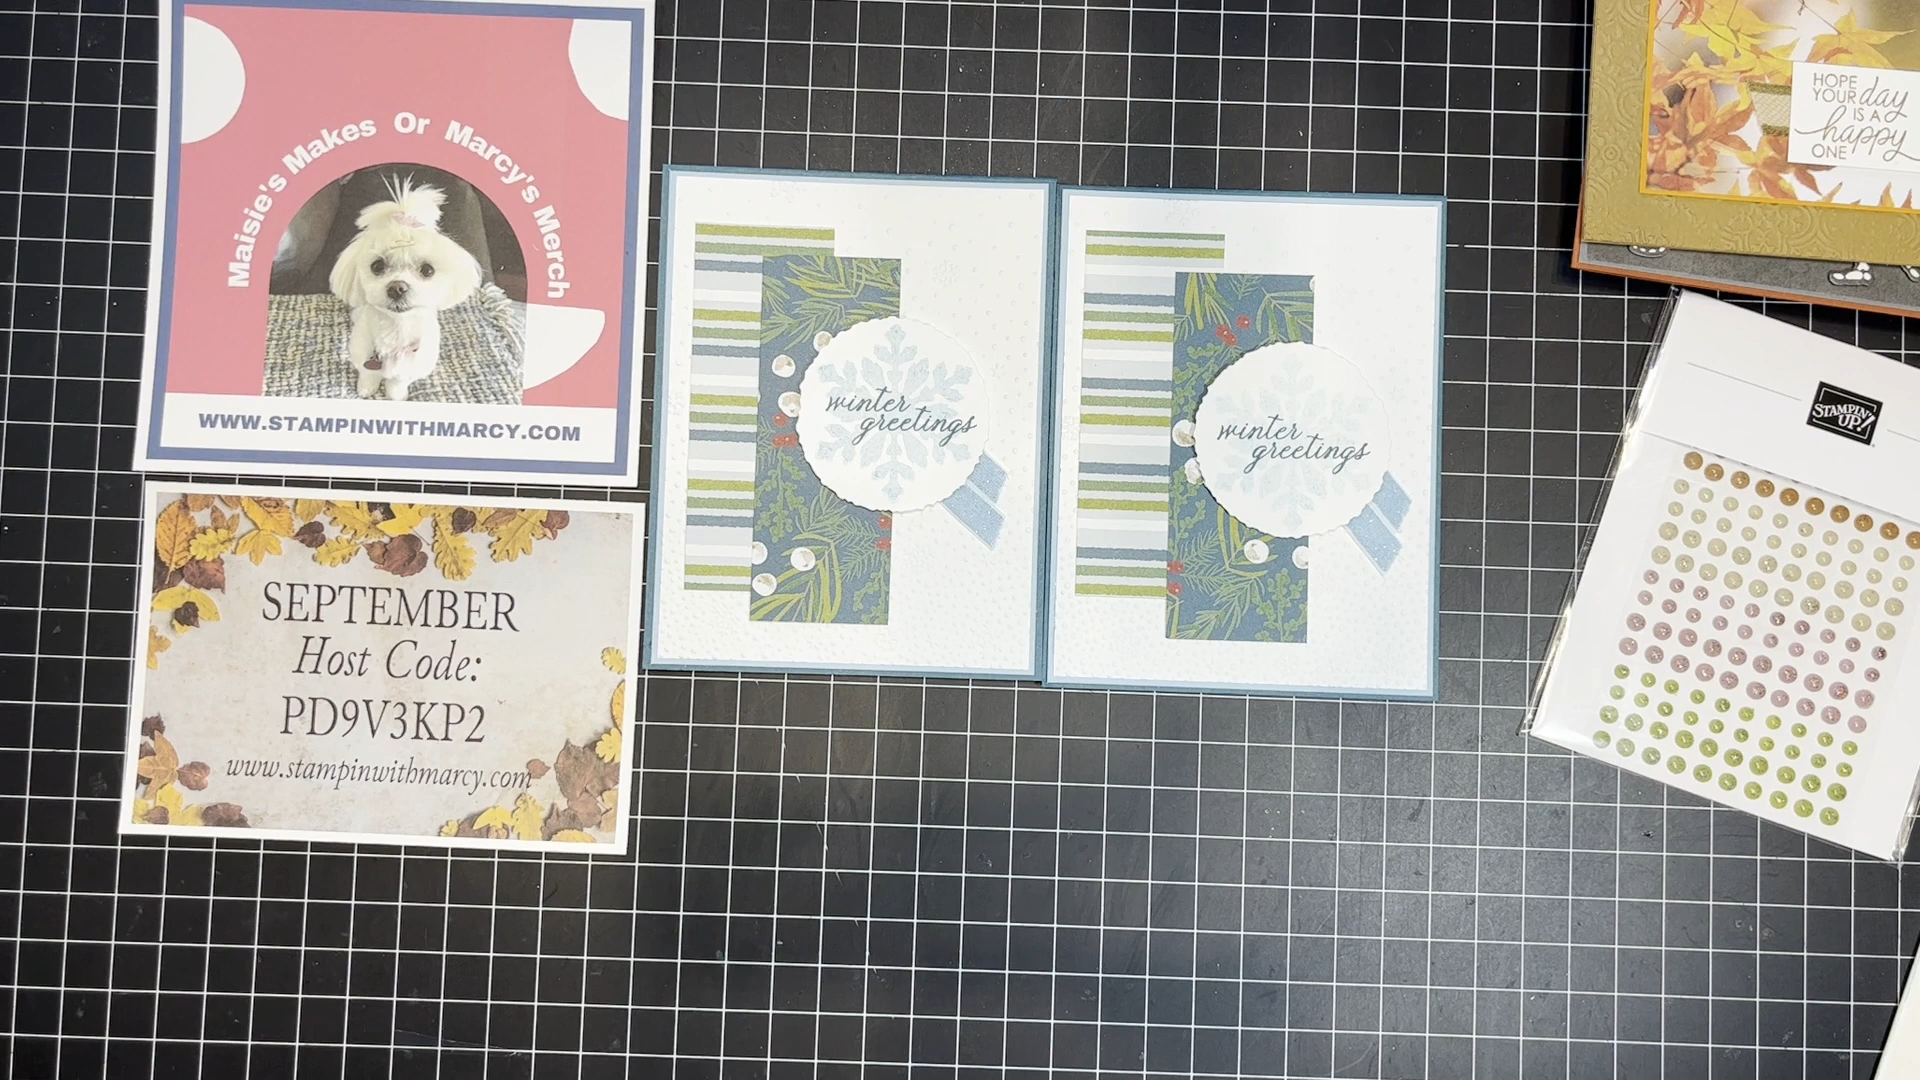 Maisie's Makes Or Marcy's Merch
WWW.STAMPINWITHMARCY.COM
SEPTEMBER
Host Code:
PD9V3KP2
www.stampinwithmarcy.com
winter
greetings
winter
greetings
HOPE
YOUR day
IS A
happy
ONE
STAMPIN'
UP!